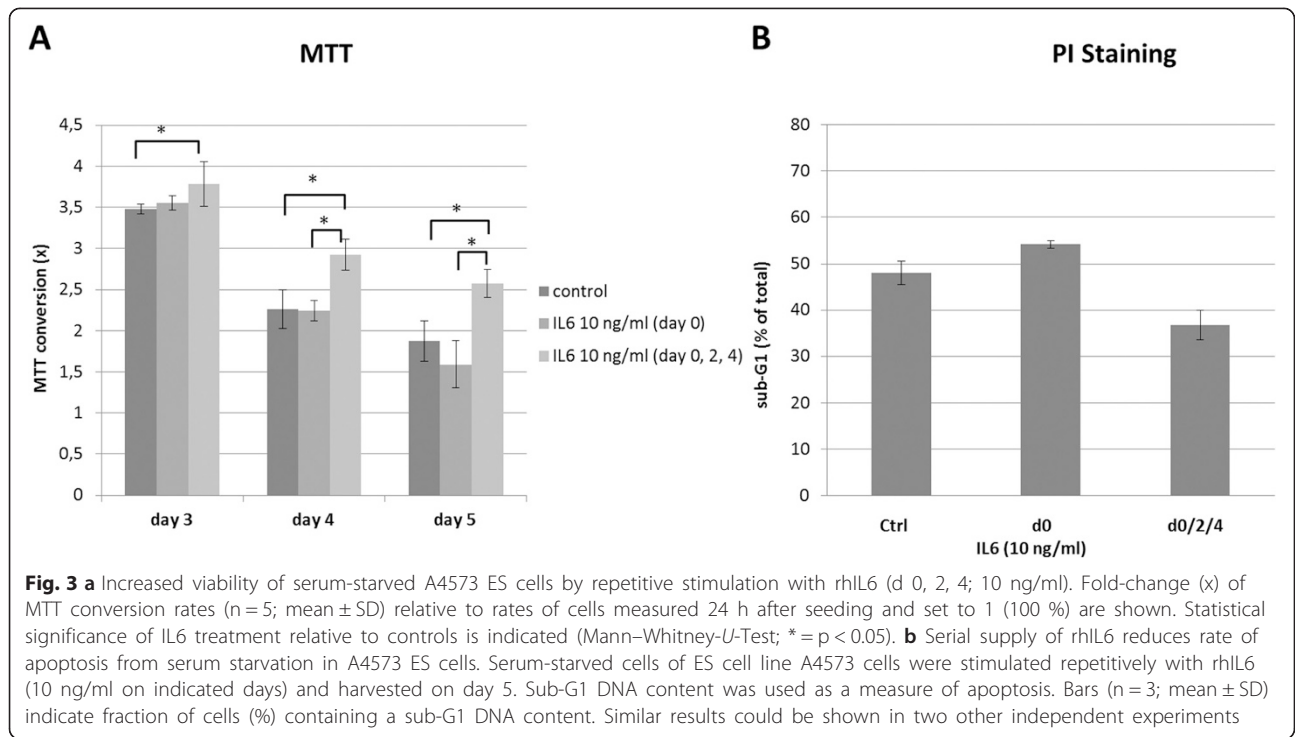 A
MTT
4,5
4
3,5
3
2,5
2
1,5
1
0,5
0
MTT conversion (x)
*
*
*
*
*
day 3
day 4
day 5
control
IL6 10 ng/ml (day 0)
IL6 10 ng/ml (day 0, 2, 4)
B
PI Staining
80
70
60
50
40
30
20
10
0
sub-G1 (% of total)
Ctrl
d0
d0/2/4
IL6 (10 ng/ml)
Fig. 3 a Increased viability of serum-starved A4573 ES cells by repetitive stimulation with rhIL6 (d 0, 2, 4; 10 ng/ml). Fold-change (x) of
MTT conversion rates (n = 5; mean ± SD) relative to rates of cells measured 24 h after seeding and set to 1 (100 %) are shown. Statistical
significance of IL6 treatment relative to controls is indicated (Mann–Whitney-U-Test; * = p < 0.05). b Serial supply of rhIL6 reduces rate of
apoptosis from serum starvation in A4573 ES cells. Serum-starved cells of ES cell line A4573 cells were stimulated repetitively with rhIL6
(10 ng/ml on indicated days) and harvested on day 5. Sub-G1 DNA content was used as a measure of apoptosis. Bars (n = 3; mean ± SD)
indicate fraction of cells (%) containing a sub-G1 DNA content. Similar results could be shown in two other independent experiments